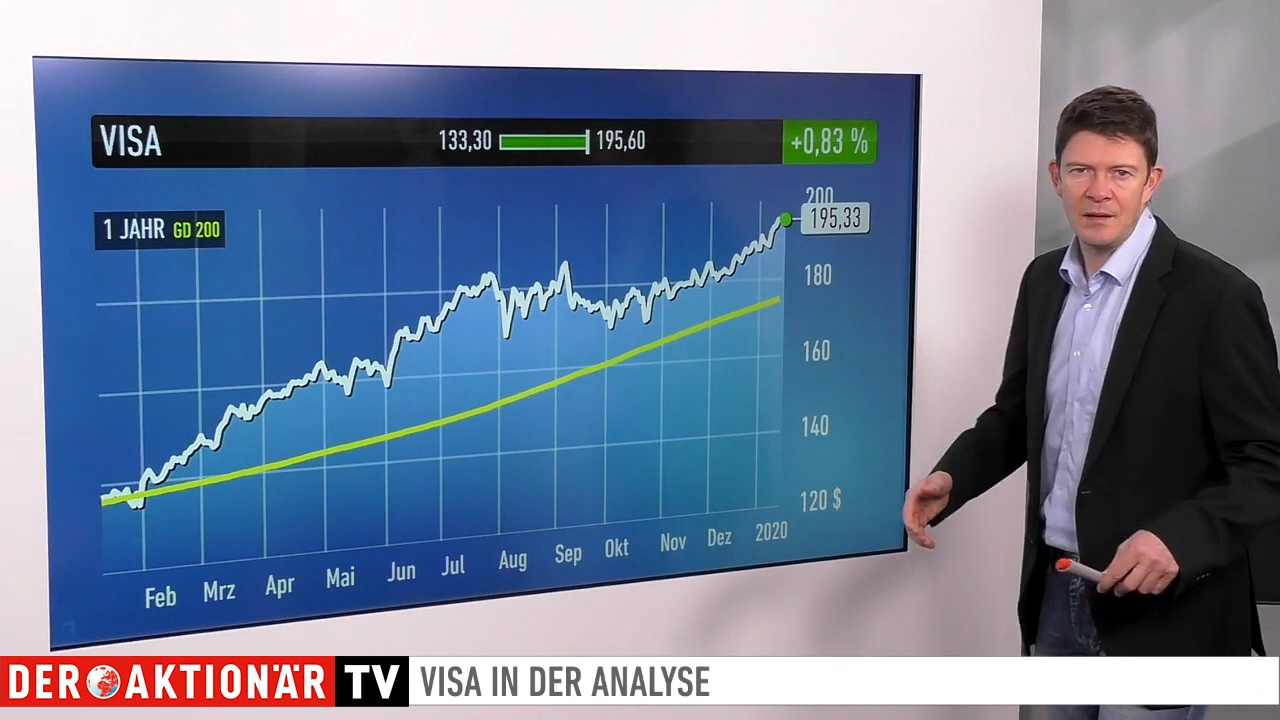 VISA 133,30 195,60 +0,83 %
1 JAHR GD 200
200
195,33
180
160
140
120 $
Feb Mrz Apr Mai Jun Jul Aug Sep Okt Nov Dez 2020
DER AKTIONÄR TV VISA IN DER ANALYSE